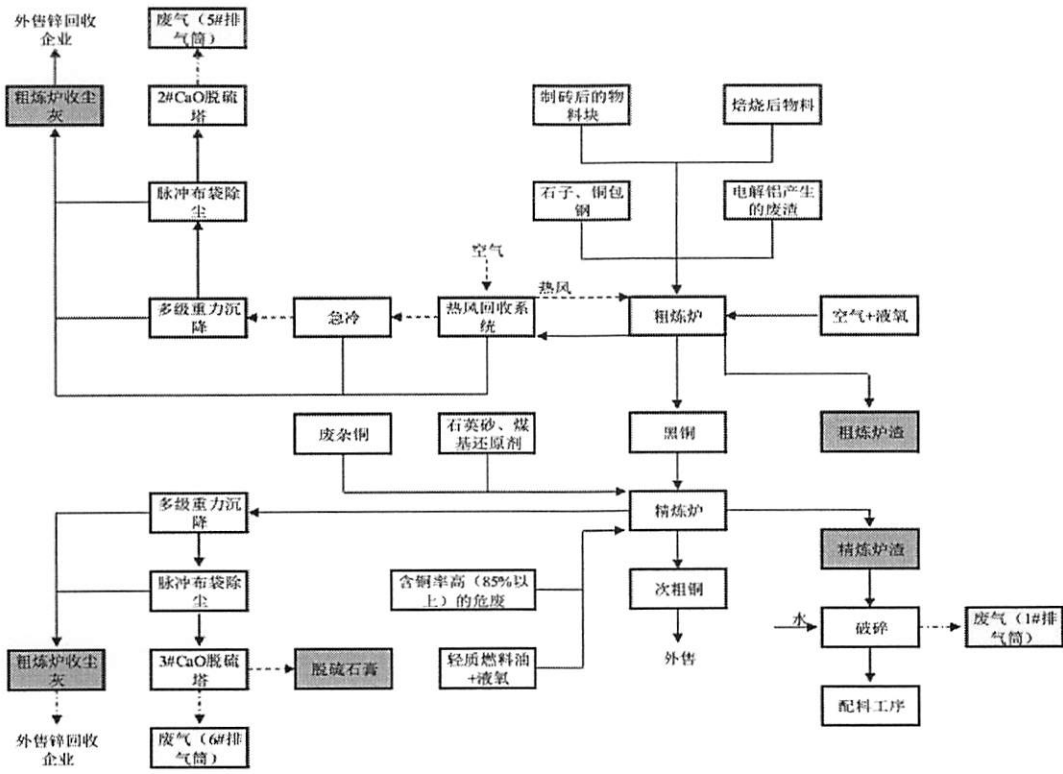 外售锌回收
企业
废气（5#排
气筒）
粗炼炉收尘
灰
2#CaO脱硫
塔
制砖后的物
料块
焙烧后物料
脉冲布袋除
尘
石子、铜包
钢
电解铝产生
的废渣
空气
热风
多级重力沉
降
急冷
热风回收系
统
粗炼炉
空气+液氧
废杂铜
石英砂、煤
基还原剂
黑铜
粗炼炉渣
多级重力沉
降
精炼炉
精炼炉渣
脉冲布袋除
尘
含铜率高（85%以
上）的危废
次粗铜
水
破碎
废气（1#排
气筒）
粗炼炉收尘
灰
3#CaO脱硫
塔
脱硫石膏
轻质燃料油
+液氧
外售
配料工序
外售锌回收
企业
废气（6#排
气筒）